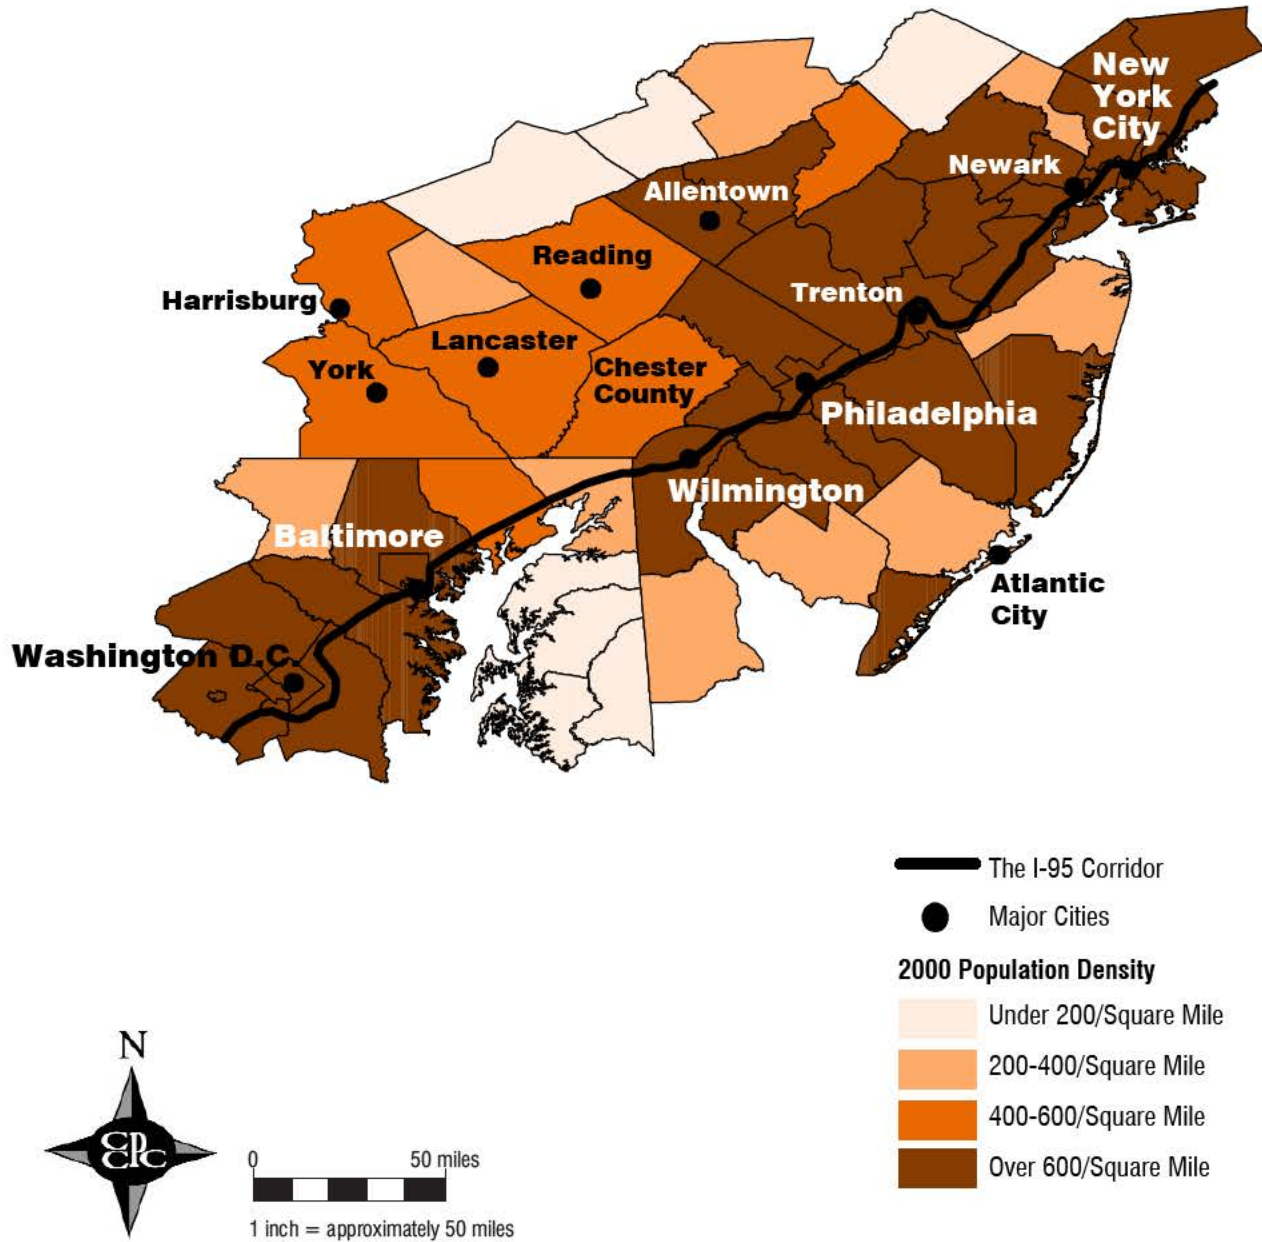 New
York
City
Newark
Allentown
Reading
Trenton
Harrisburg
Lancaster
York
Chester
County
Philadelphia
Wilmington
Baltimore
Atlantic
City
Washington D.C.
The I-95 Corridor
Major Cities
2000 Population Density
Under 200/Square Mile
200-400/Square Mile
400-600/Square Mile
Over 600/Square Mile
N
CP
CPC
0 50 miles
1 inch = approximately 50 miles